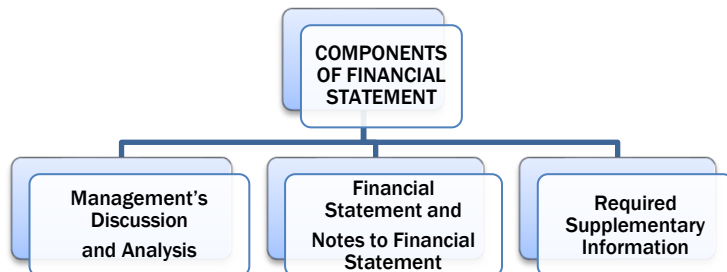 COMPONENTS
OF FINANCIAL
STATEMENT
Management's
Discussion
and Analysis
Financial
Statement and
Notes to Financial
Statement
Required
Supplementary
Information